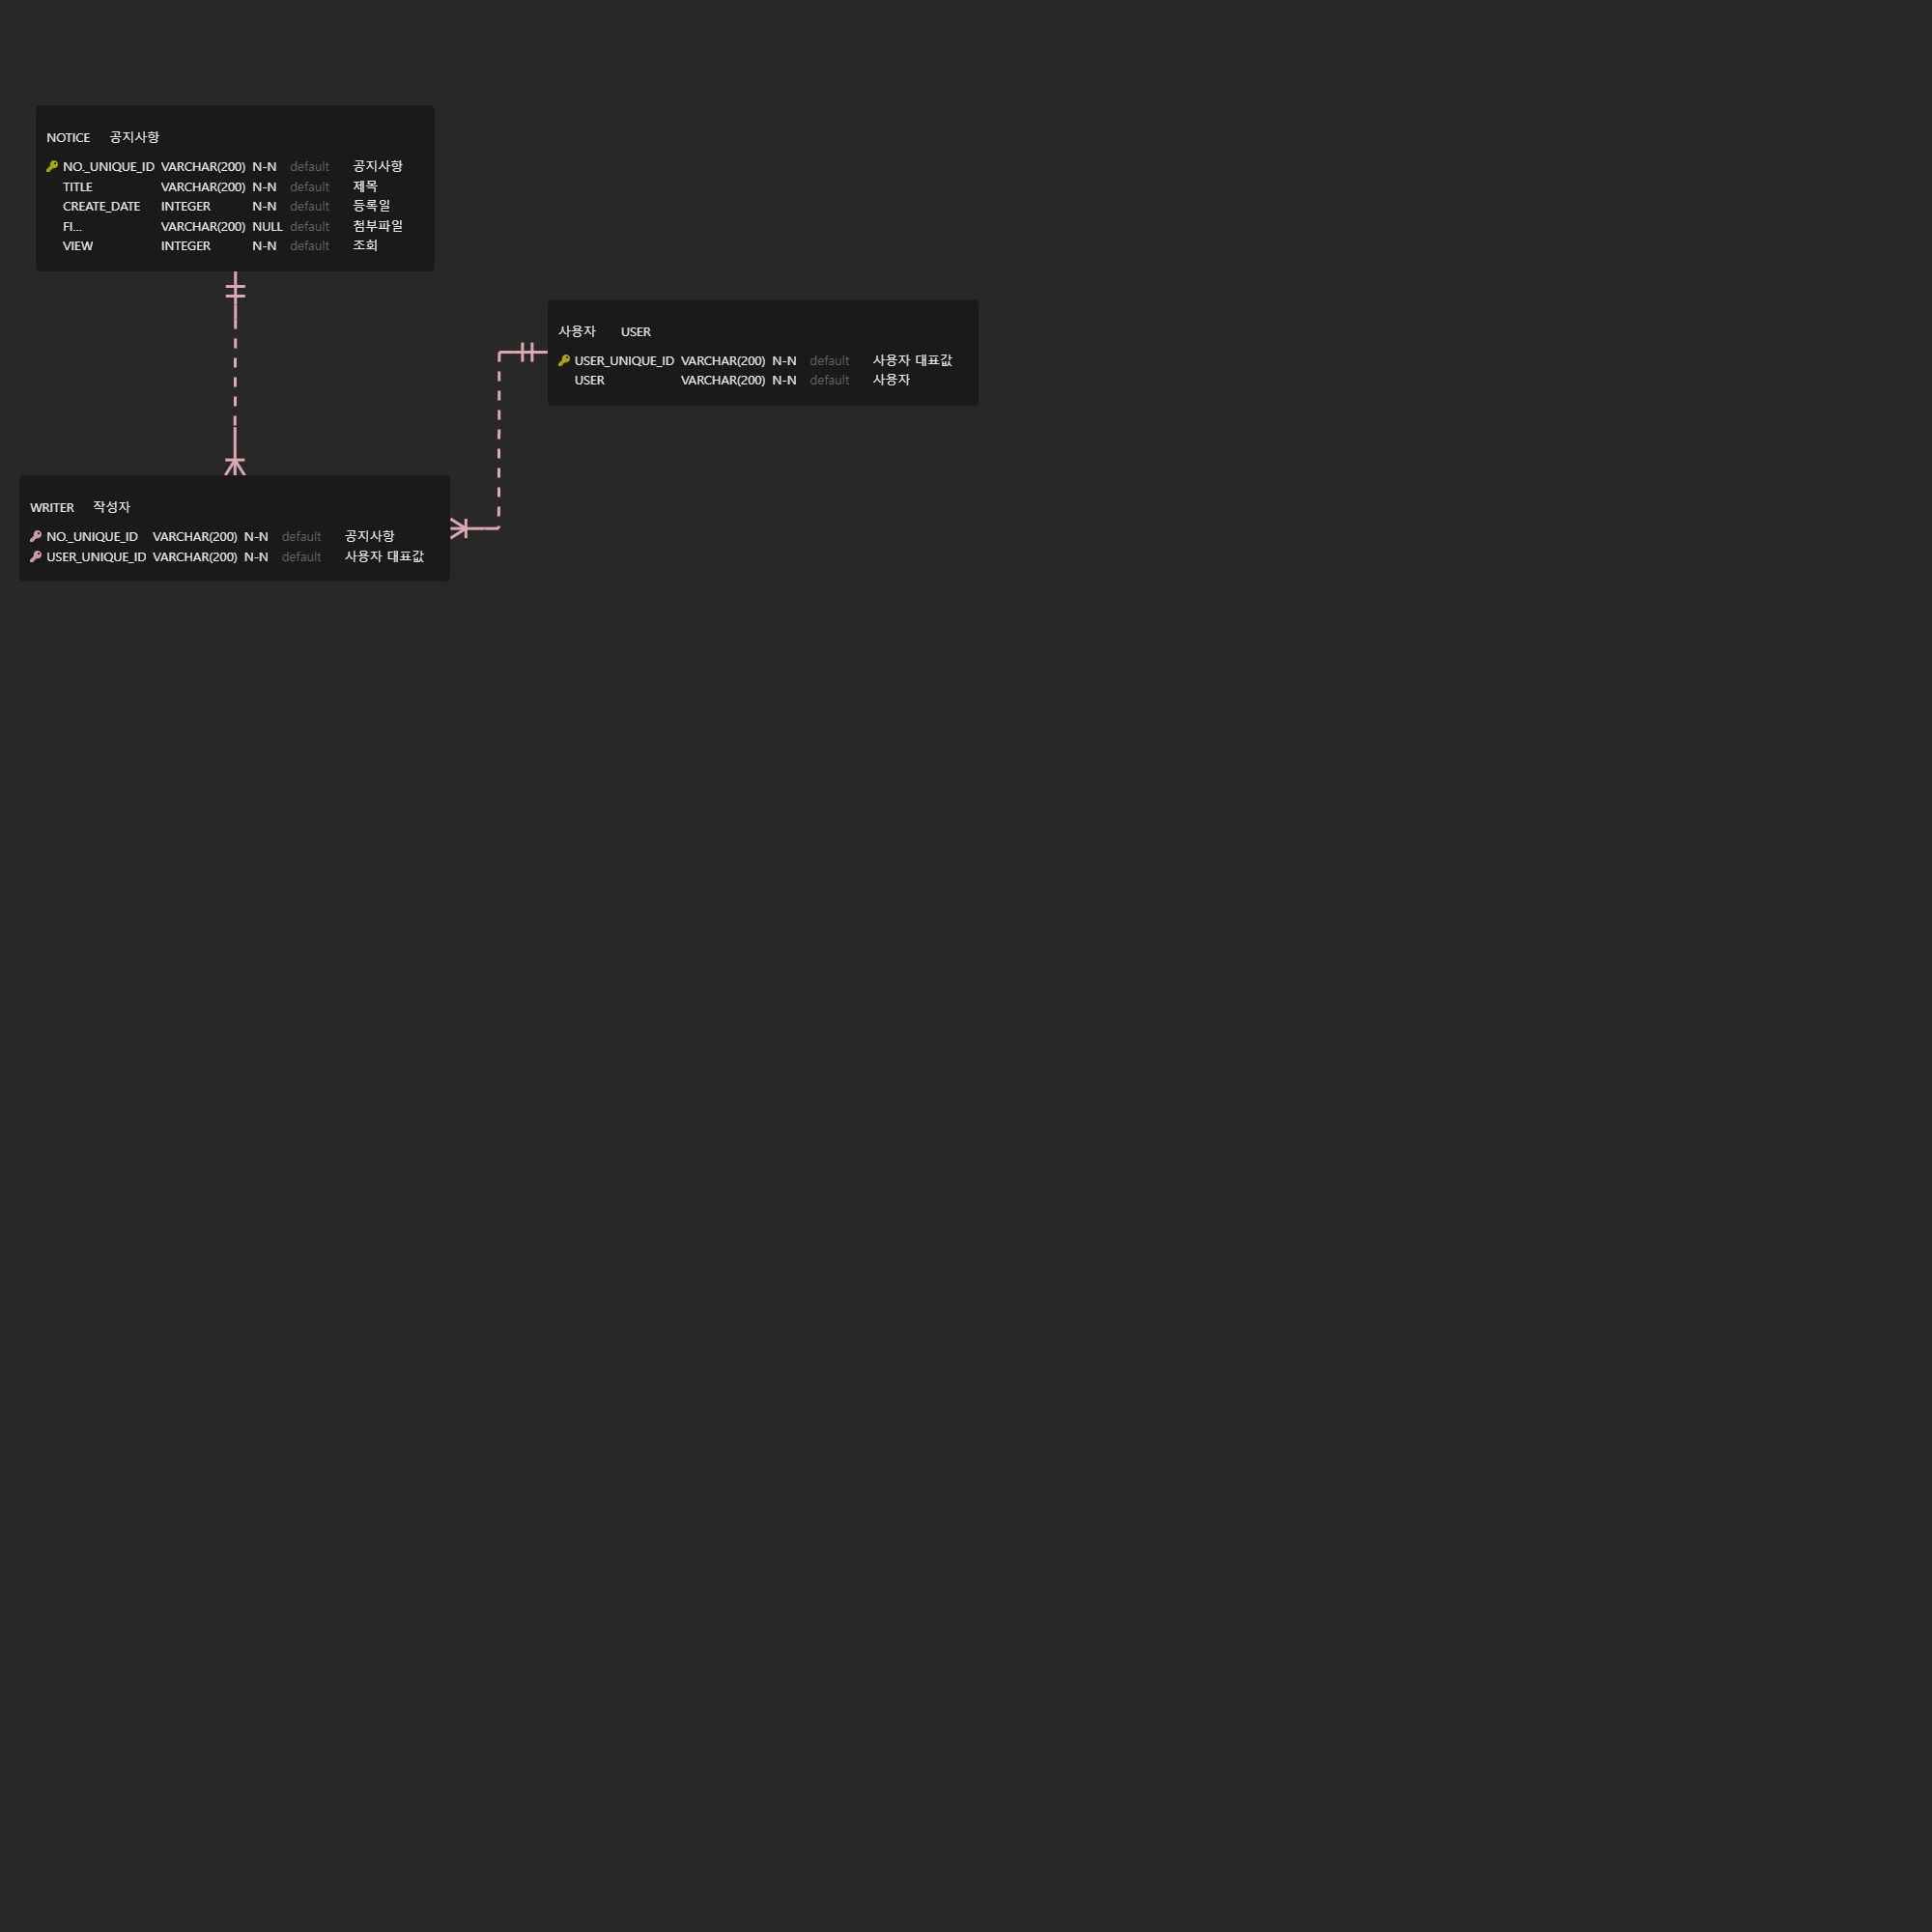 NOTICE 공지사항
NO._UNIQUE_ID VARCHAR(200) N-N default 공지사항
TITLE VARCHAR(200) N-N default 제목
CREATE_DATE INTEGER N-N default 등록일
FI... VARCHAR(200) NULL default 첨부파일
VIEW INTEGER N-N default 조회
사용자 USER
USER_UNIQUE_ID VARCHAR(200) N-N default 사용자 대표값
USER VARCHAR(200) N-N default 사용자
WRITER 작성자
NO._UNIQUE_ID VARCHAR(200) N-N default 공지사항
USER_UNIQUE_ID VARCHAR(200) N-N default 사용자 대표값